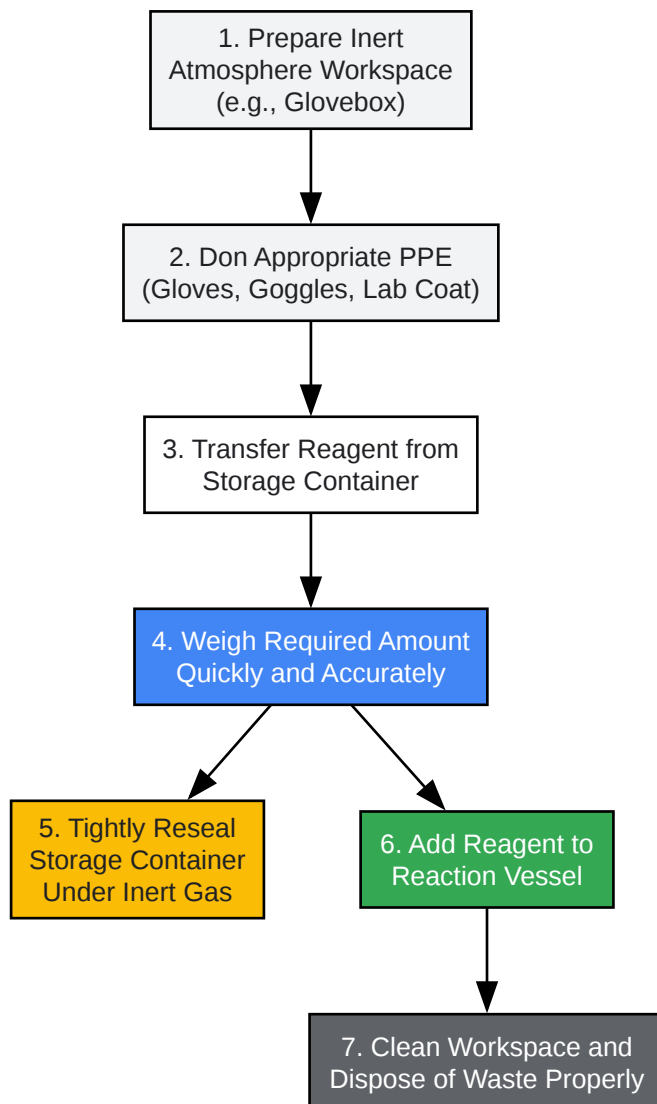 1. Prepare Inert
Atmosphere Workspace
(e.g., Glovebox)
2. Don Appropriate PPE
(Gloves, Goggles, Lab Coat)
3. Transfer Reagent from
Storage Container
4. Weigh Required Amount
Quickly and Accurately
5. Tightly Reseal
Storage Container
Under Inert Gas
6. Add Reagent to
Reaction Vessel
7. Clean Workspace and
Dispose of Waste Properly